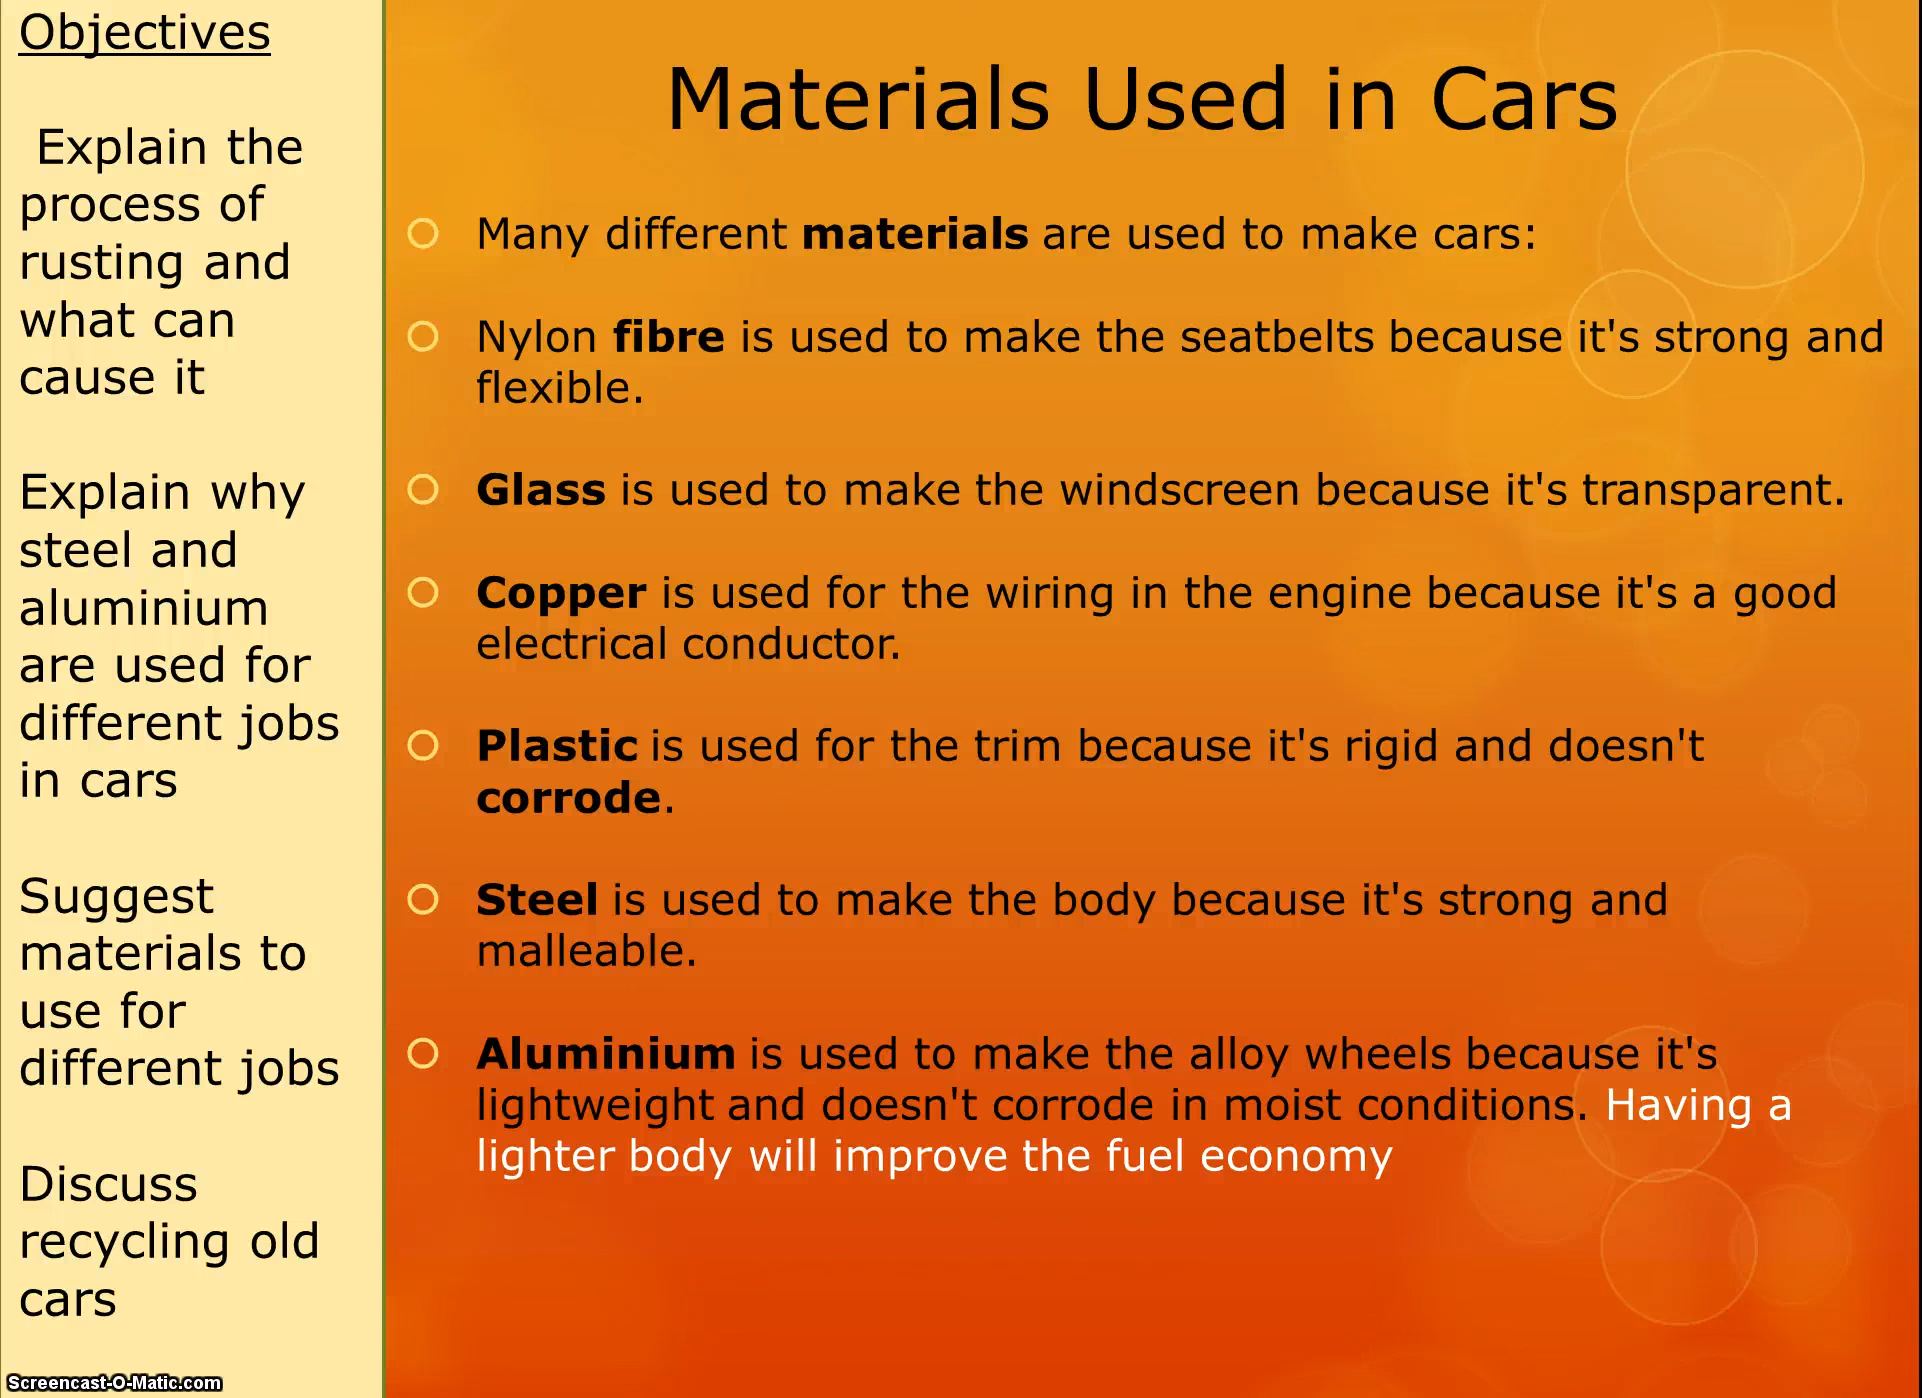 Objectives
Explain the
process of
rusting and
what can
cause it
Explain why
steel and
aluminium
are used for
different jobs
in cars
Suggest
materials to
use for
different jobs
Discuss
recycling old
cars
Screencast-O-Matic.com
Materials Used in Cars
Many different materials are used to make cars:
Nylon fibre is used to make the seatbelts because it's strong and
flexible.
Glass is used to make the windscreen because it's transparent.
Copper is used for the wiring in the engine because it's a good
electrical conductor.
Plastic is used for the trim because it's rigid and doesn't
corrode.
Steel is used to make the body because it's strong and
malleable.
Aluminium is used to make the alloy wheels because it's
lightweight and doesn't corrode in moist conditions. Having a
lighter body will improve the fuel economy